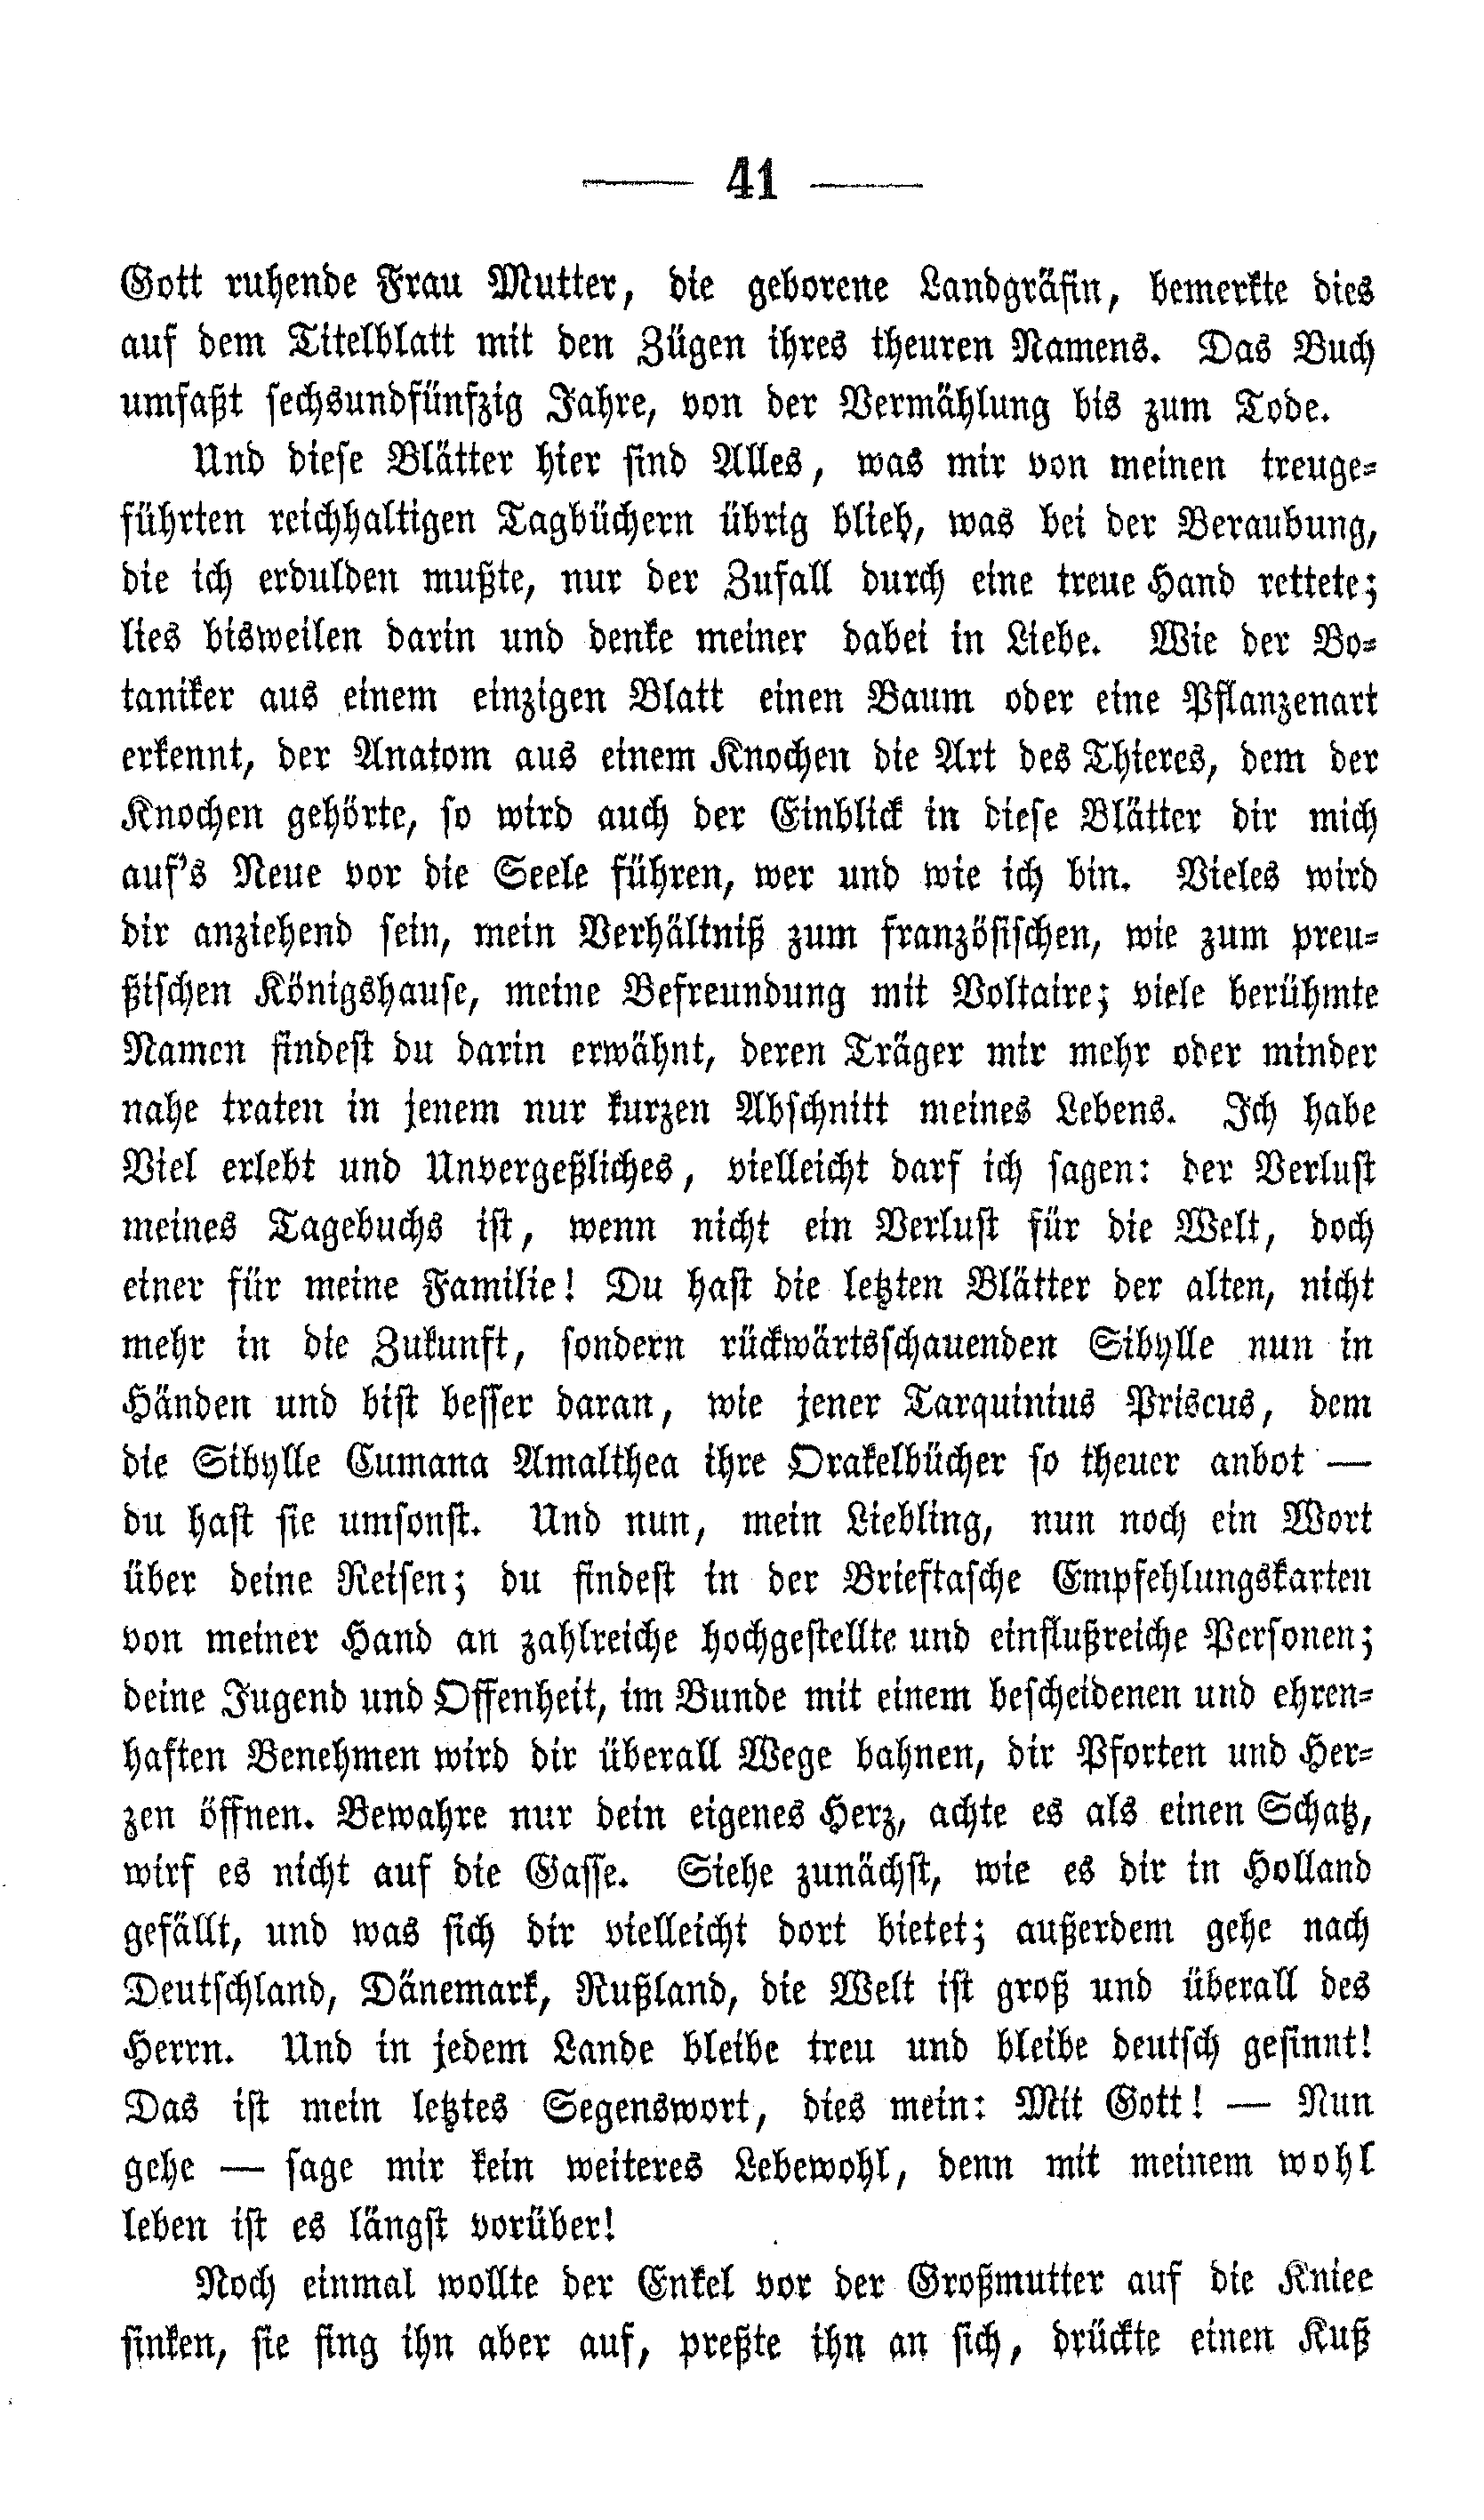 — 41 —
Gott ruhende Frau Mutter, die geborene Landgräfin, bemerkte dies
auf dem Titelblatt mit den Zügen ihres theuren Namens. Das Buch
umfaßt sechsundfünfzig Jahre, von der Vermählung bis zum Tode.
Und diese Blätter hier sind Alles, was mir von meinen treuge-
führten reichhaltigen Tagbüchern übrig blieb, was bei der Beraubung,
die ich erdulden mußte, nur der Zufall durch eine treue Hand rettete;
lies bisweilen darin und denke meiner dabei in Liebe. Wie der Bo-
taniker aus einem einzigen Blatt einen Baum oder eine Pflanzenart
erkennt, der Anatom aus einem Knochen die Art des Thieres, dem der
Knochen gehörte, so wird auch der Einblick in diese Blätter dir mich
auf's Neue vor die Seele führen, wer und wie ich bin. Vieles wird
dir anziehend sein, mein Verhältniß zum französischen, wie zum preu-
ßischen Königshause, meine Befreundung mit Voltaire; viele berühmte
Namen findest du darin erwähnt, deren Träger mir mehr oder minder
nahe traten in jenem nur kurzen Abschnitt meines Lebens. Ich habe
Viel erlebt und Unvergeßliches, vielleicht darf ich sagen: der Verlust
meines Tagebuchs ist, wenn nicht ein Verlust für die Welt, doch
einer für meine Familie! Du hast die letzten Blätter der alten, nicht
mehr in die Zukunft, sondern rückwärtsschauenden Sibylle nun in
Händen und bist besser daran, wie jener Tarquinius Priscus, dem
die Sibylle Cumana Amalthea ihre Orakelbücher so theuer anbot —
du hast sie umsonst. Und nun, mein Liebling, nun noch ein Wort
über deine Reisen; du findest in der Brieftasche Empfehlungskarten
von meiner Hand an zahlreiche hochgestellte und einflußreiche Personen;
deine Jugend und Offenheit, im Bunde mit einem bescheidenen und ehren-
haften Benehmen wird dir überall Wege bahnen, dir Pforten und Her-
zen öffnen. Bewahre nur dein eigenes Herz, achte es als einen Schatz,
wirf es nicht auf die Gasse. Siehe zunächst, wie es dir in Holland
gefällt, und was sich dir vielleicht dort bietet; außerdem gehe nach
Deutschland, Dänemark, Rußland, die Welt ist groß und überall des
Herrn. Und in jedem Lande bleibe treu und bleibe deutsch gesinnt!
Das ist mein letztes Segenswort, dies mein: Mit Gott! — Nun
gehe — sage mir kein weiteres Lebewohl, denn mit meinem wohl
leben ist es längst vorüber!
Noch einmal wollte der Enkel vor der Großmutter auf die Kniee
sinken, sie fing ihn aber auf, preßte ihn an sich, drückte einen Kuß